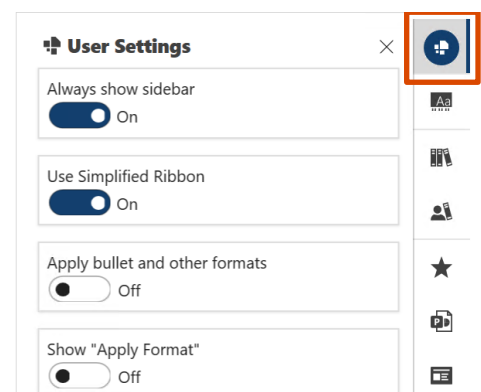 User Settings
Always show sidebar
On
Aa
Use Simplified Ribbon
On
Apply bullet and other formats
Off
Show "Apply Format"
Off